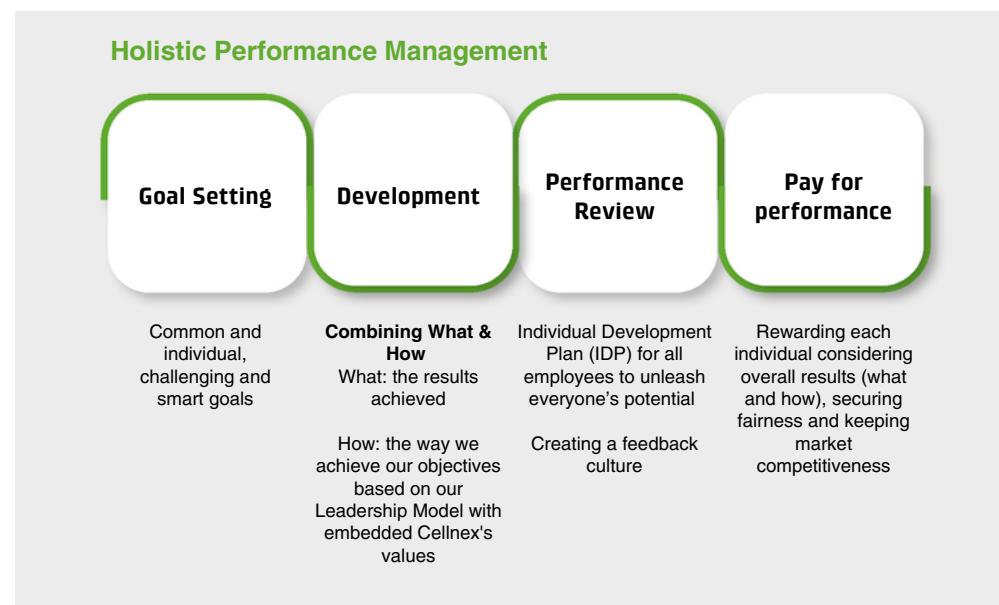 Holistic Performance Management
Goal Setting
Development
Performance
Review
Pay for
performance
Common and
individual,
challenging and
smart goals
Combining What &
How
What: the results
achieved
How: the way we
achieve our objectives
based on our
Leadership Model with
embedded Cellnex's
values
Individual Development
Plan (IDP) for all
employees to unleash
everyone’s potential
Creating a feedback
culture
Rewarding each
individual considering
overall results (what
and how), securing
fairness and keeping
market
competitiveness